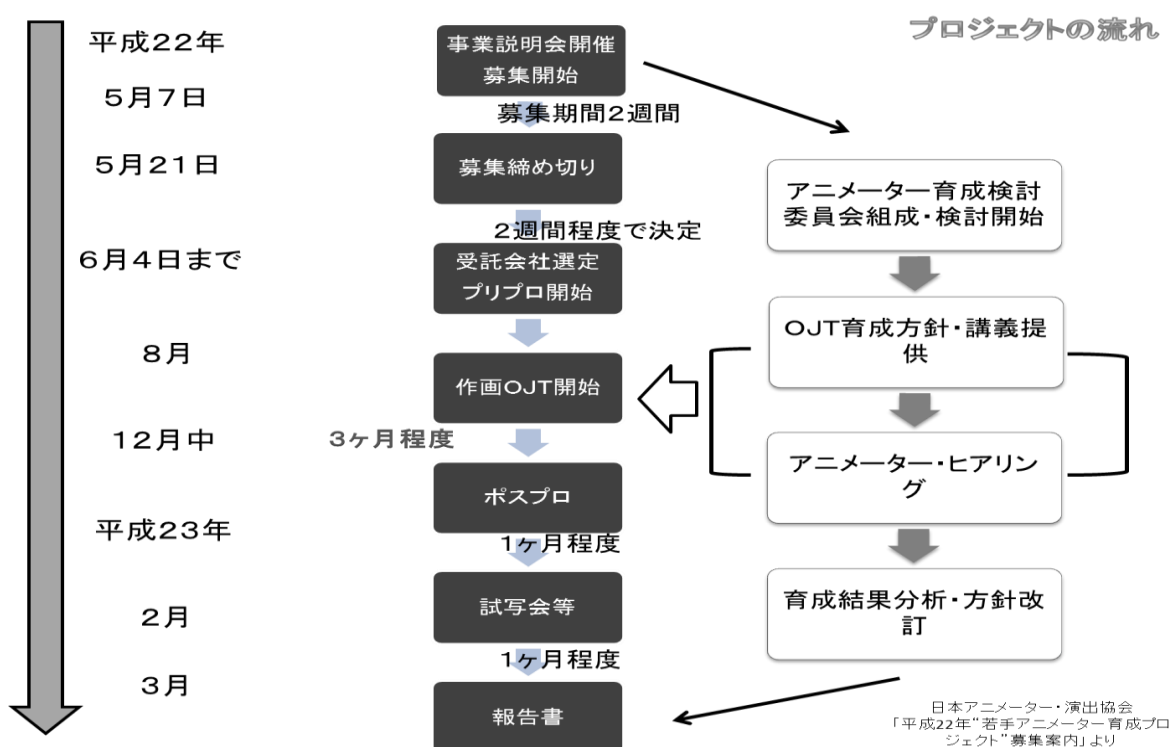 プロジェクトの流れ
平成22年
5月7日
5月21日
6月4日まで
8月
12月中
平成23年
2月
3月
事業説明会開催
募集開始
募集期間2週間
募集締め切り
2週間程度で決定
受託会社選定
プリプロ開始
作画OJT開始
3ヶ月程度
ポスプロ
1ヶ月程度
試写会等
1ヶ月程度
報告書
アニメーター育成検討
委員会組成・検討開始
OJT育成方針・講義提
供
アニメーター・ヒアリン
グ
育成結果分析・方針改
訂
日本アニメーター・演出協会
「平成22年“若手アニメーター育成プロ
ジェクト”募集案内」より